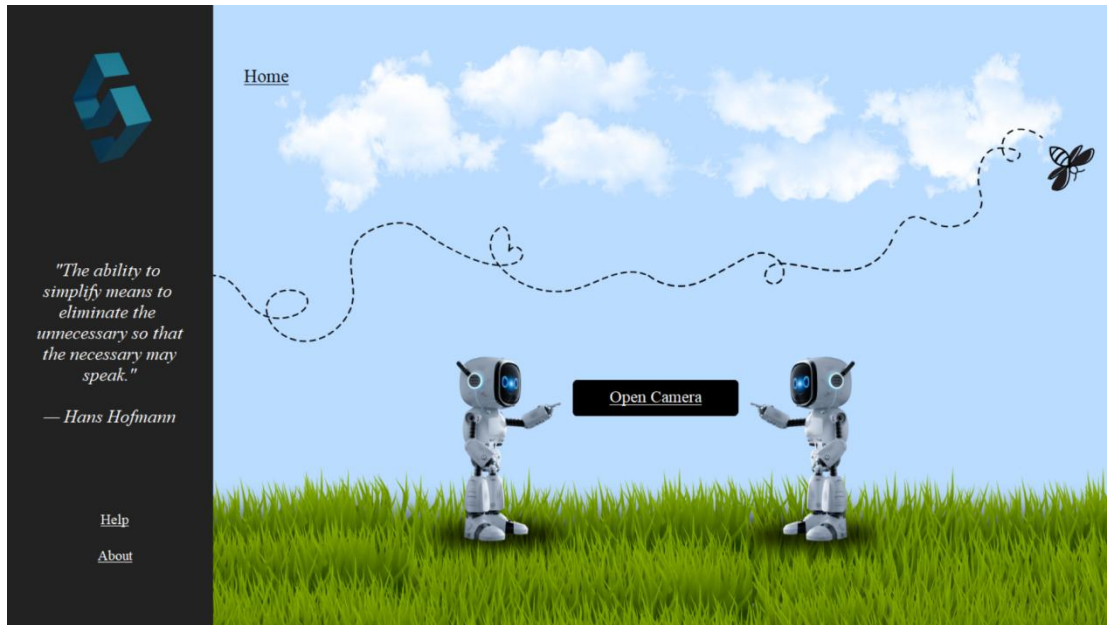 Home
"The ability to
simplify means to
eliminate the
unnecessary so that
the necessary may
speak."
— Hans Hofmann
Open Camera
Help
About